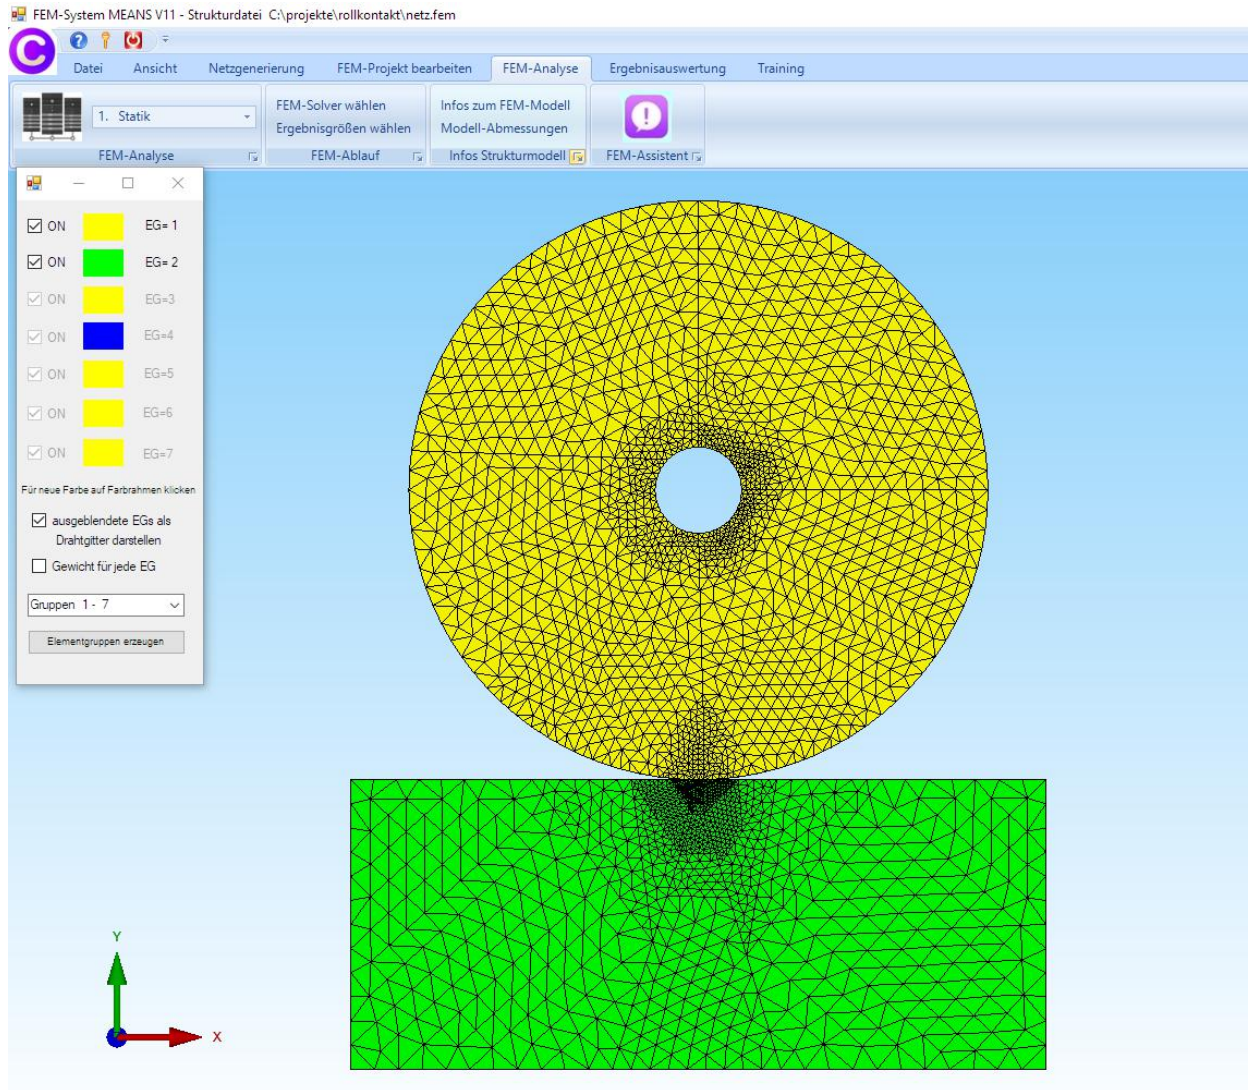 FEM-System MEANS V11 - Strukturdatei C:\projekte\rollkontakt\netz.fem
C
Datei Ansicht Netzgenerierung FEM-Projekt bearbeiten FEM-Analyse Ergebnisauswertung Training
1. Statik
FEM-Analyse
FEM-Solver wählen
Ergebnisgrößen wählen
FEM-Ablauf
Infos zum FEM-Modell
Modell-Abmessungen
Infos Strukturmodell
FEM-Assistent
ON EG= 1
ON EG= 2
ON EG=3
ON EG=4
ON EG=5
ON EG=6
ON EG=7
Für neue Farbe auf Farbrahmen klicken
ausgeblendete EGs als
Drahtgitter darstellen
Gewicht für jede EG
Gruppen 1 - 7
Elementgruppen erzeugen
Y
X